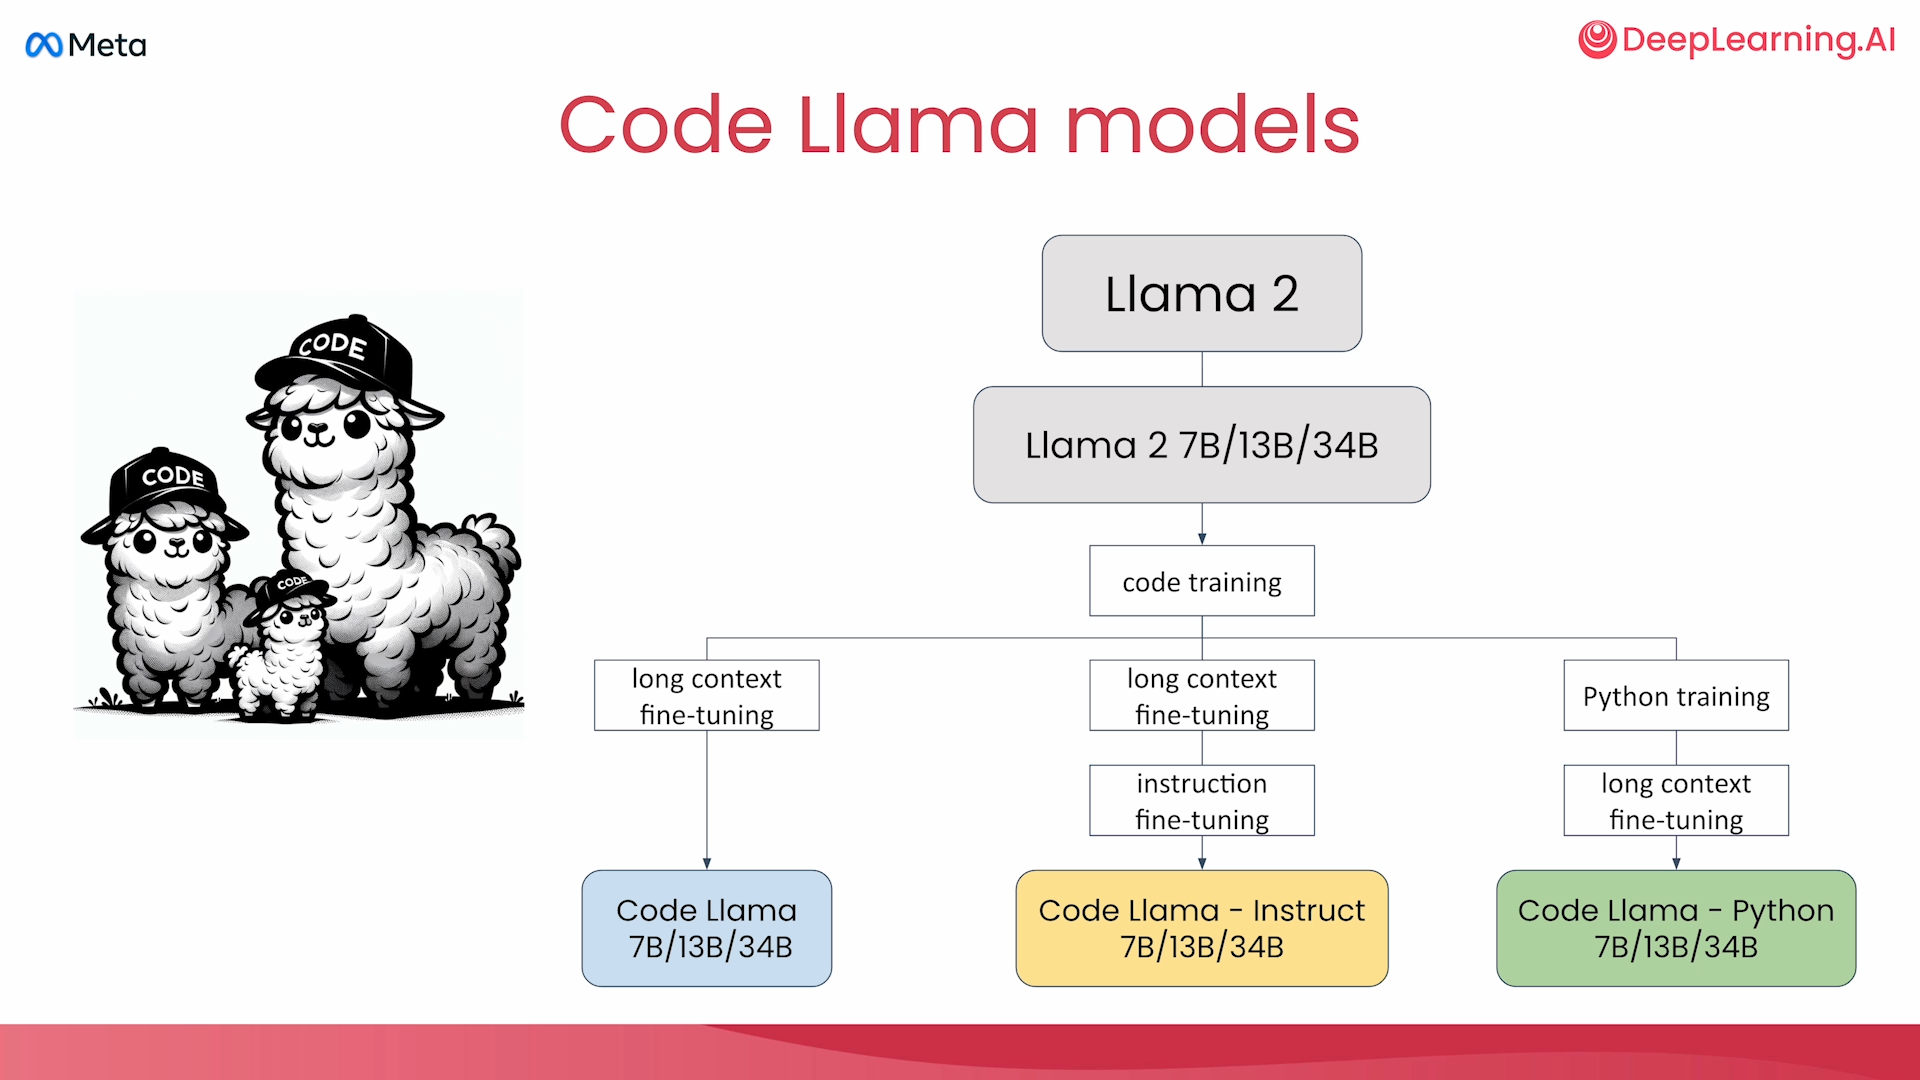 Meta
DeepLearning.AI
Code Llama models
CODE
CODE
CODE
Llama 2
Llama 2 7B/13B/34B
code training
long context
fine-tuning
long context
fine-tuning
Python training
instruction
fine-tuning
long context
fine-tuning
Code Llama
7B/13B/34B
Code Llama - Instruct
7B/13B/34B
Code Llama - Python
7B/13B/34B